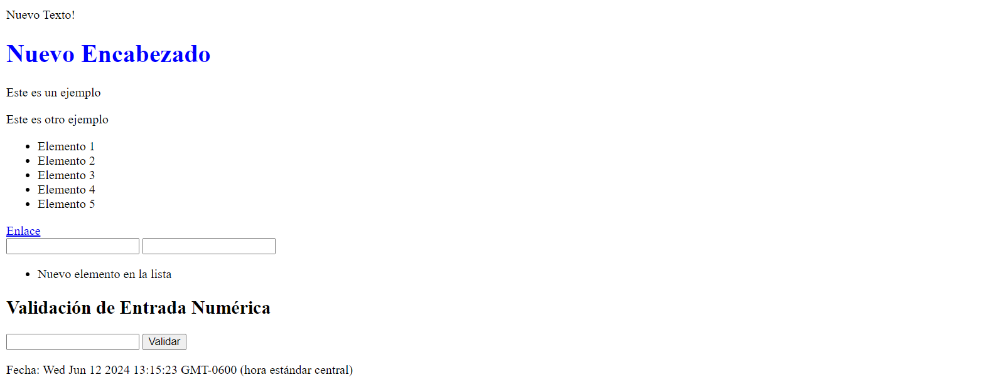 Nuevo Texto!
Nuevo Encabezado
Este es un ejemplo
Este es otro ejemplo
Elemento 1
Elemento 2
Elemento 3
Elemento 4
Elemento 5
Enlace
Nuevo elemento en la lista
Validación de Entrada Numérica
Validar
Fecha: Wed Jun 12 2024 13:15:23 GMT-0600 (hora estándar central)